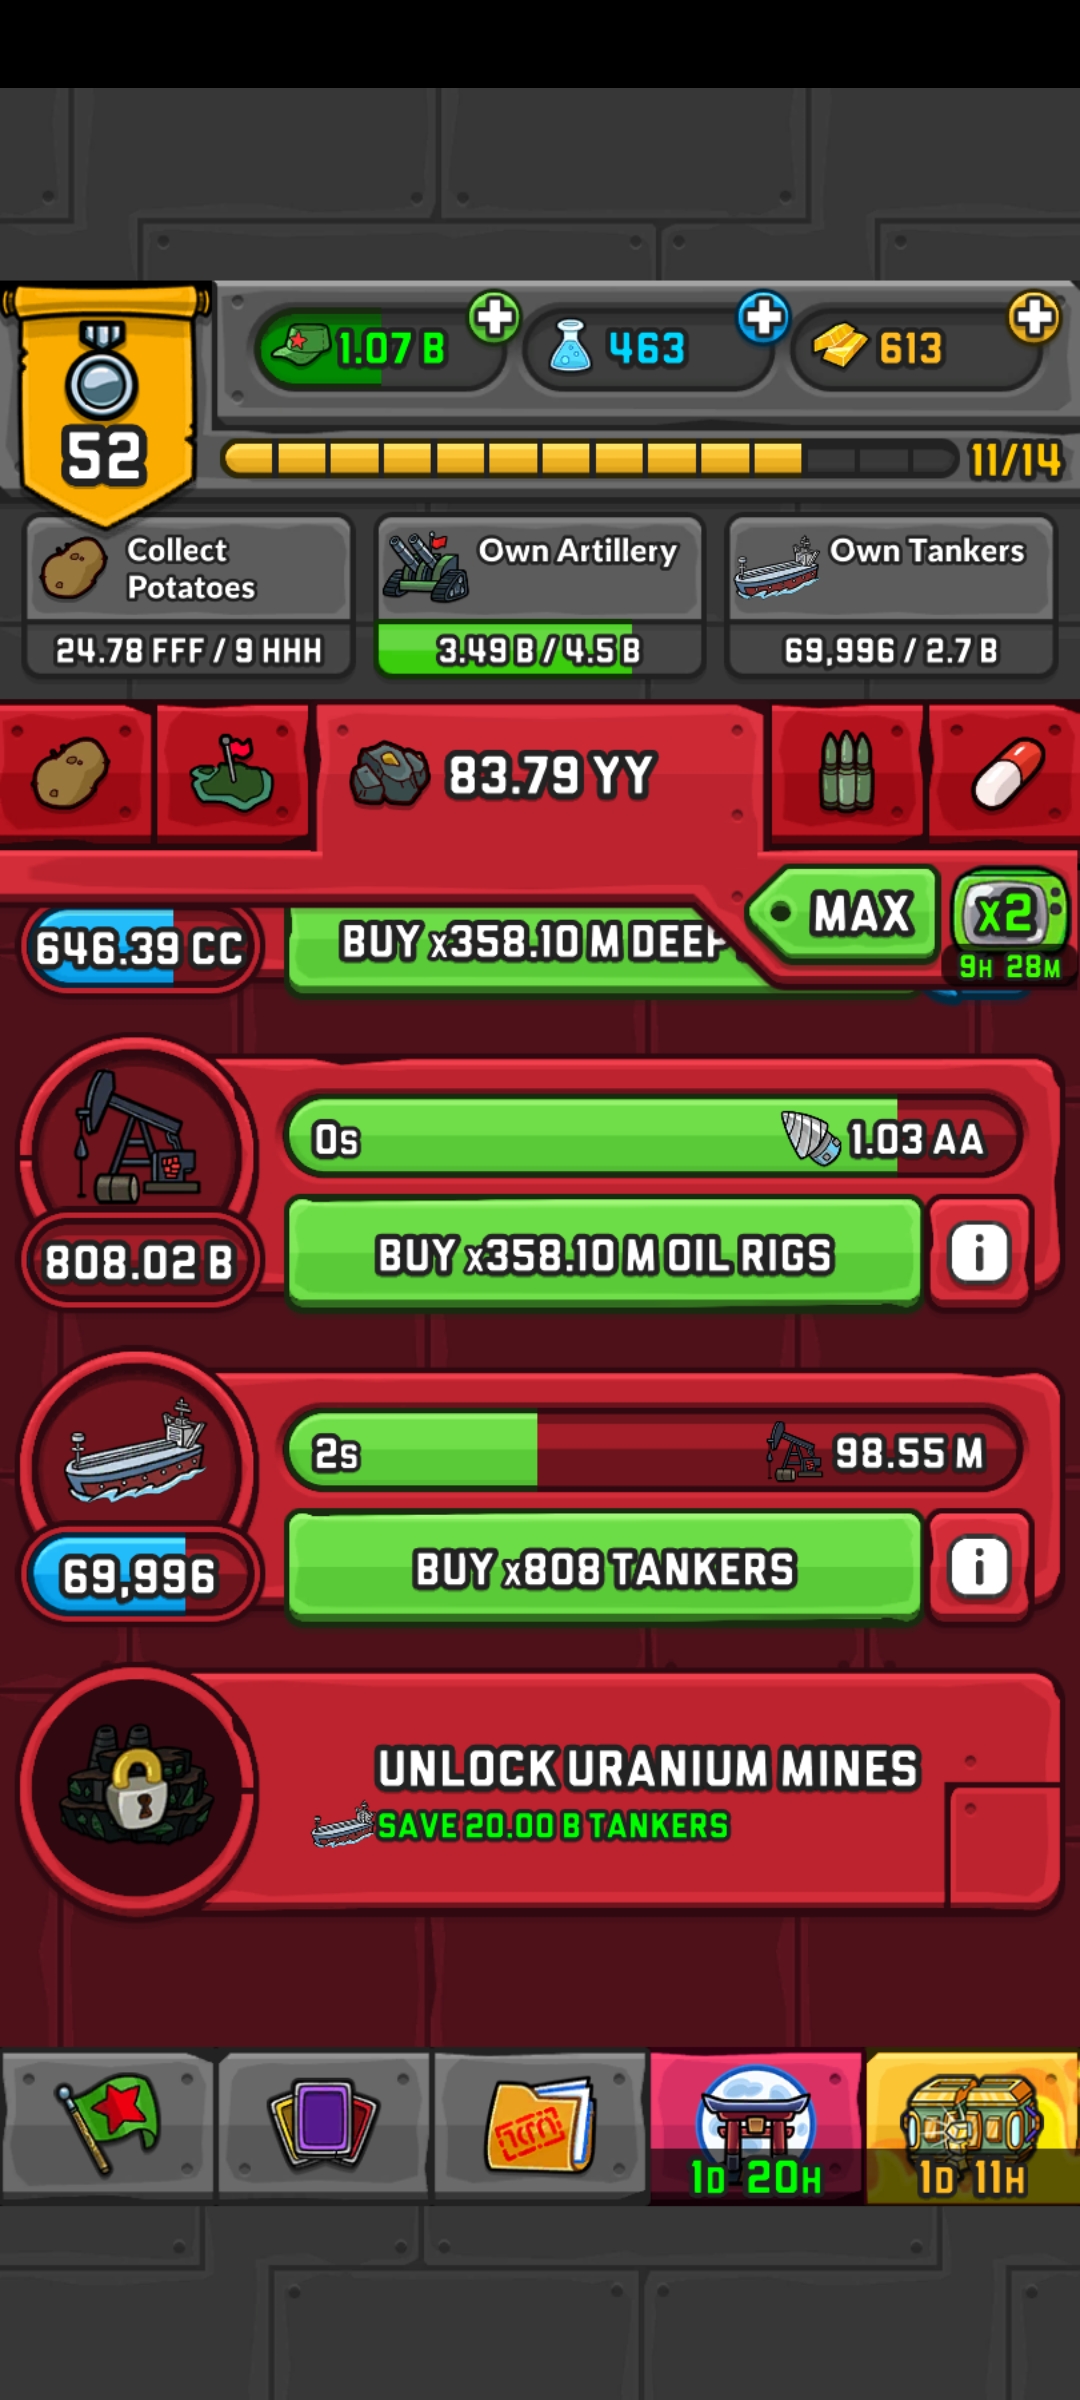 1.07 B
463
613
52
11/14
Collect
Potatoes
24.78 FFF / 9 HHH
Own Artillery
3.49 B / 4.5 B
Own Tankers
69,996 / 2.7 B
83.79 YY
MAX
x2
9H 28M
646.39 CC
BUY x358.10 M DEEP
0s
1.03 AA
808.02 B
BUY x358.10 M OIL RIGS
i
2s
98.55 M
69,996
BUY x808 TANKERS
i
UNLOCK URANIUM MINES
SAVE 20.00 B TANKERS
1D 20H
1D 11H